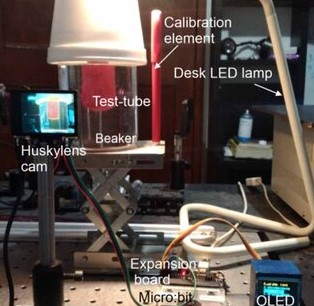 Calibration
element
Desk LED lamp
Test-tube
Beaker
Huskylens
cam
Expansion
board
Micro:bit
OLED